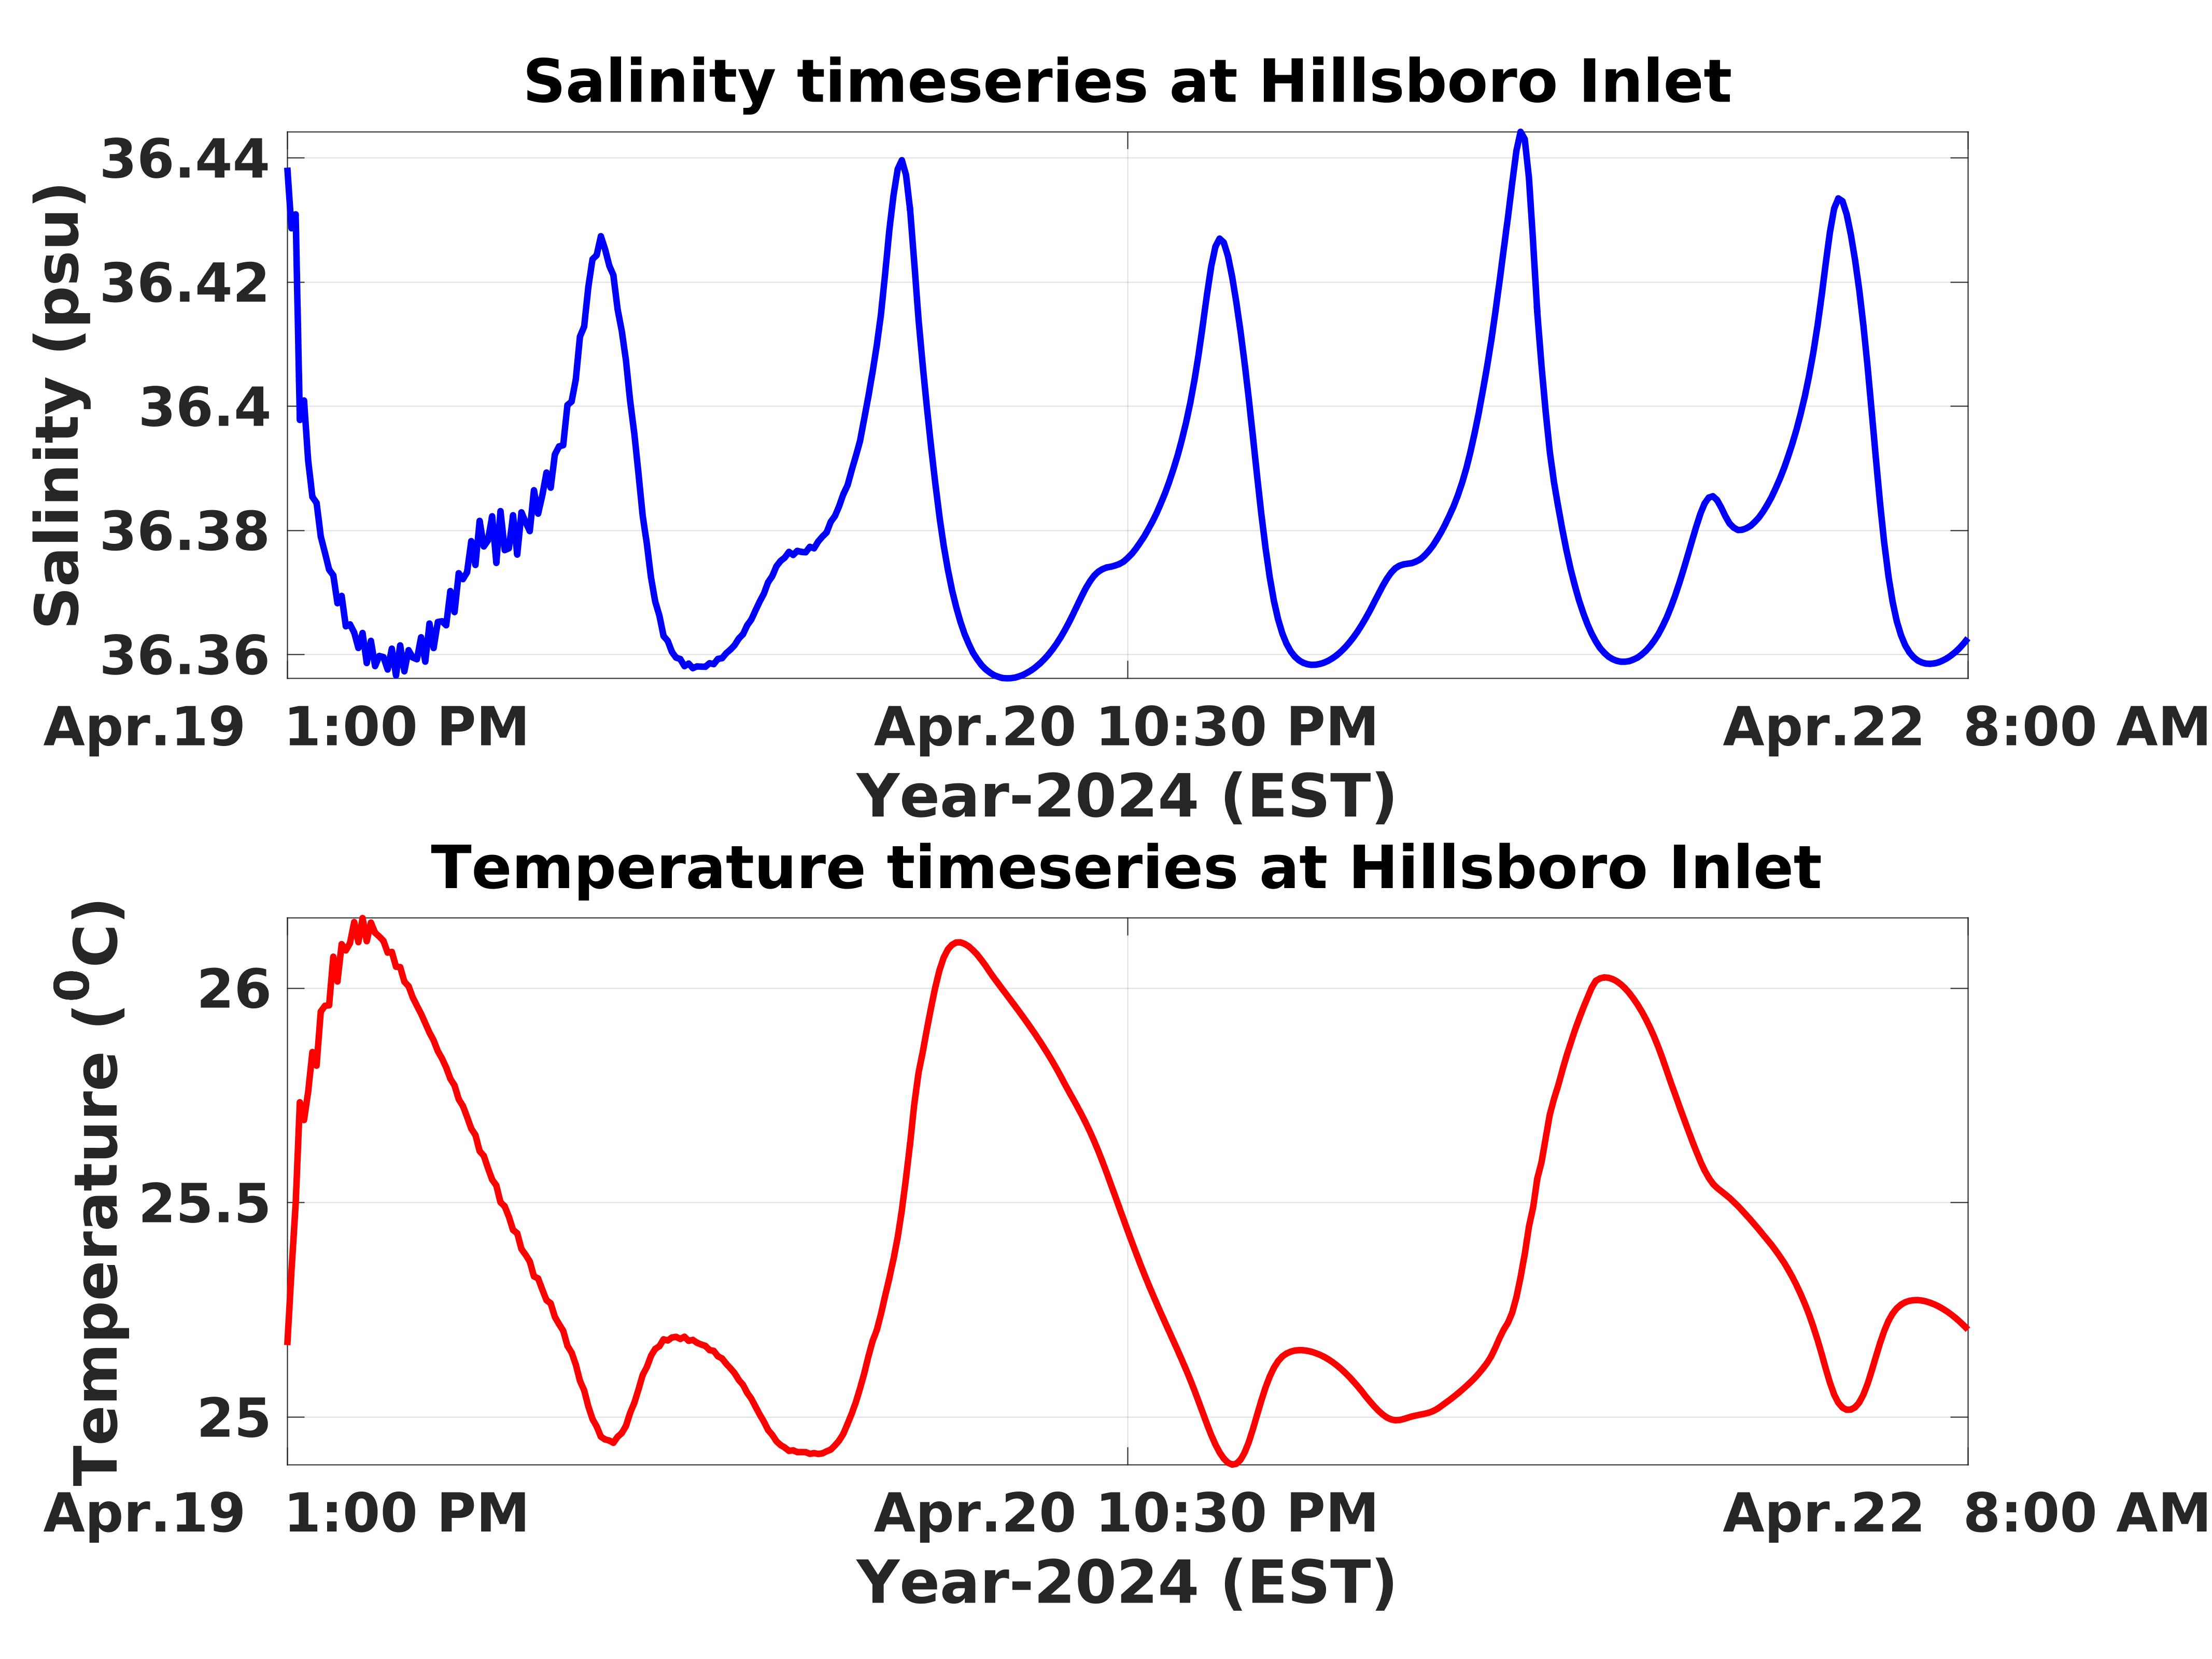 Salinity timeseries at Hillsboro Inlet
Salinity (psu)
36.44
36.42
36.4
36.38
36.36
Apr.19  1:00 PM
Apr.20 10:30 PM
Apr.22  8:00 AM
Year-2024 (EST)
Temperature timeseries at Hillsboro Inlet
Temperature (⁰C)
26
25.5
25
Apr.19  1:00 PM
Apr.20 10:30 PM
Apr.22  8:00 AM
Year-2024 (EST)